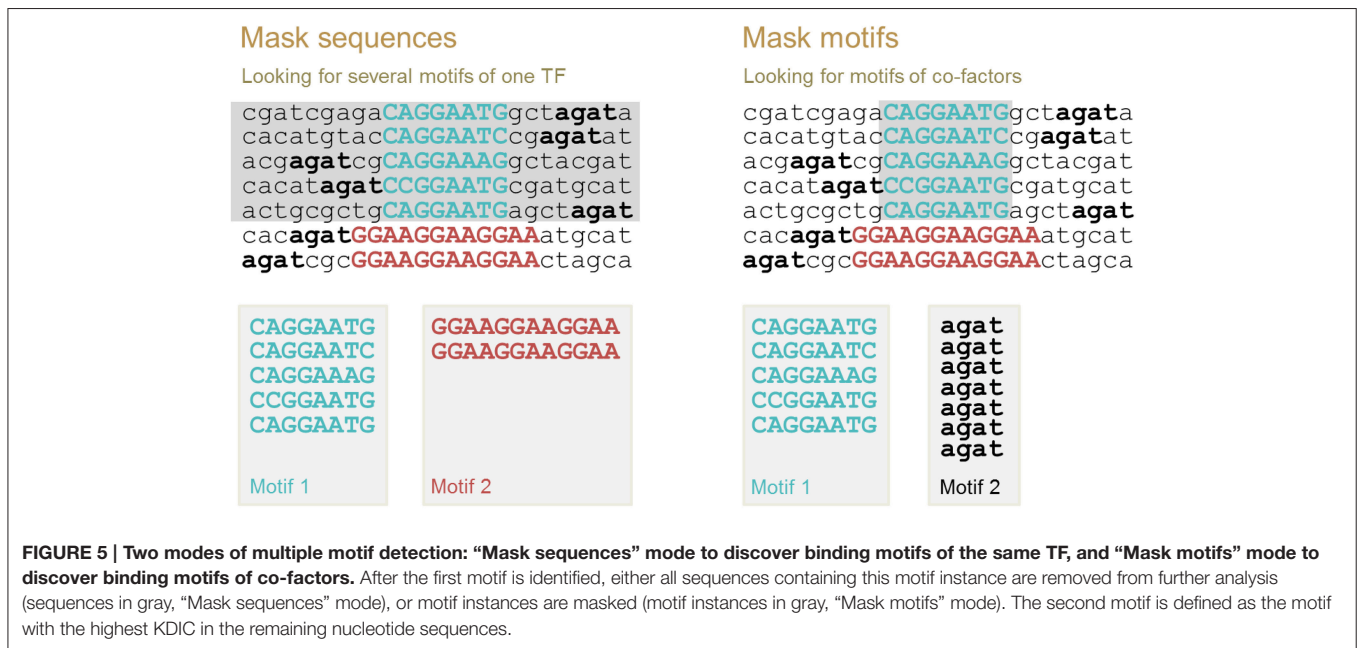 Mask sequences
Looking for several motifs of one TF
cgatcgagaCAGGAATGgctagata
cacatgtacCAGGAATCcgagatat
acgagatcgCAGGAAAGgctacgat
cacatagatCCGGAATGcgatgcat
actgcgctgCAGGAATGagctagat
cacagatGGAAGGAAGGAAatgcat
agatcgcGGAAGGAAGGAActagca
CAGGAATG
CAGGAATC
CAGGAAAG
CCGGAATG
CAGGAATG
Motif 1
GGAAGGAAGGAA
GGAAGGAAGGAA
Motif 2
Mask motifs
Looking for motifs of co-factors
cgatcgagaCAGGAATGgctagata
cacatgtacCAGGAATCcgagatat
acgagatcgCAGGAAAGgctacgat
cacatagatCCGGAATGcgatgcat
actgcgctgCAGGAATGagctagat
cacagatGGAAGGAAGGAAatgcat
agatcgcGGAAGGAAGGAActagca
CAGGAATG
CAGGAATC
CAGGAAAG
CCGGAATG
CAGGAATG
Motif 1
agat
agat
agat
agat
agat
agat
agat
Motif 2
FIGURE 5 | Two modes of multiple motif detection: “Mask sequences” mode to discover binding motifs of the same TF, and “Mask motifs” mode to
discover binding motifs of co-factors. After the first motif is identified, either all sequences containing this motif instance are removed from further analysis
(sequences in gray, “Mask sequences” mode), or motif instances are masked (motif instances in gray, “Mask motifs” mode). The second motif is defined as the motif
with the highest KDIC in the remaining nucleotide sequences.